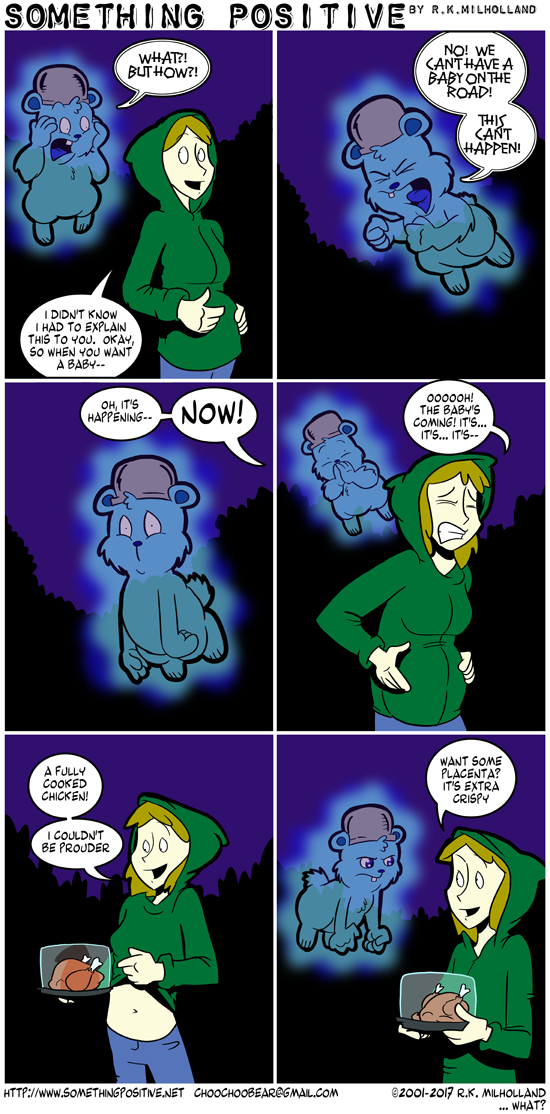 SOMETHING POSITIVE BY R.K.MILHOLLAND
WHAT?!
BUT HOW?!
I DIDN'T KNOW
I HAD TO EXPLAIN
THIS TO YOU. OKAY,
SO WHEN YOU WANT
A BABY--
NO! WE
CAN'T HAVE A
BABY ON THE
ROAD!
THIS
CAN'T
HAPPEN!
OH, IT'S
HAPPENING--
NOW!
OOOOOH!
THE BABY'S
COMING! IT'S...
IT'S... IT'S--
A FULLY
COOKED
CHICKEN!
I COULDN'T
BE PROUDER
WANT SOME
PLACENTA?
IT'S EXTRA
CRISPY
HTTP://WWW.SOMETHINGPOSITIVE.NET CHOOCHOOBEAR@GMAIL.COM ©2001-2017 R.K. MILHOLLAND
... WHAT?